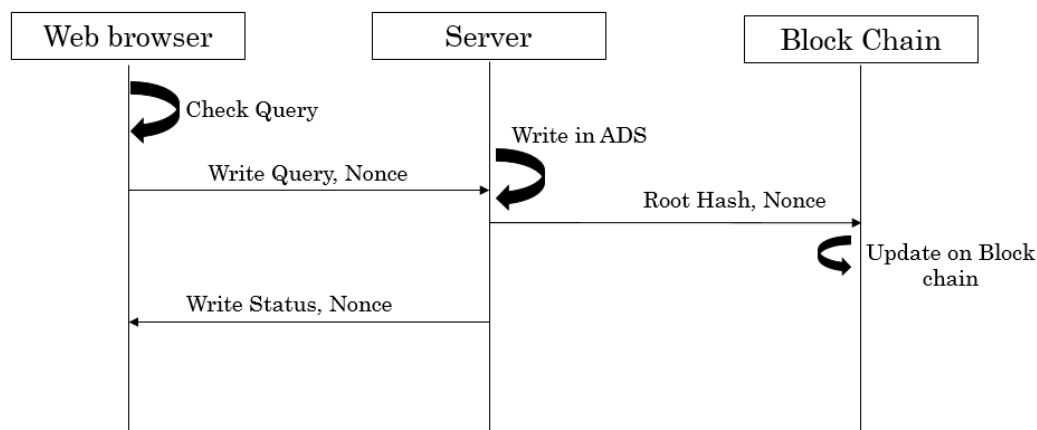 Web browser
Server
Block Chain
Check Query
Write in ADS
Write Query, Nonce
Root Hash, Nonce
Update on Block
chain
Write Status, Nonce